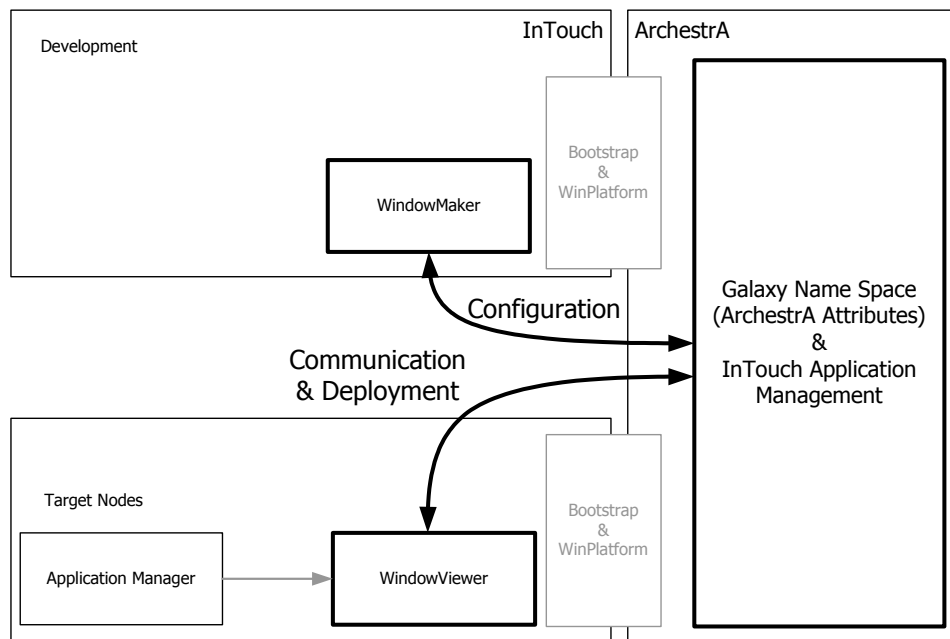 InTouch
ArchestrA
Development
Bootstrap
&
WinPlatform
WindowMaker
Configuration
Galaxy Name Space
(ArchestrA Attributes)
&
InTouch Application
Management
Communication
& Deployment
Target Nodes
Bootstrap
&
WinPlatform
Application Manager
WindowViewer